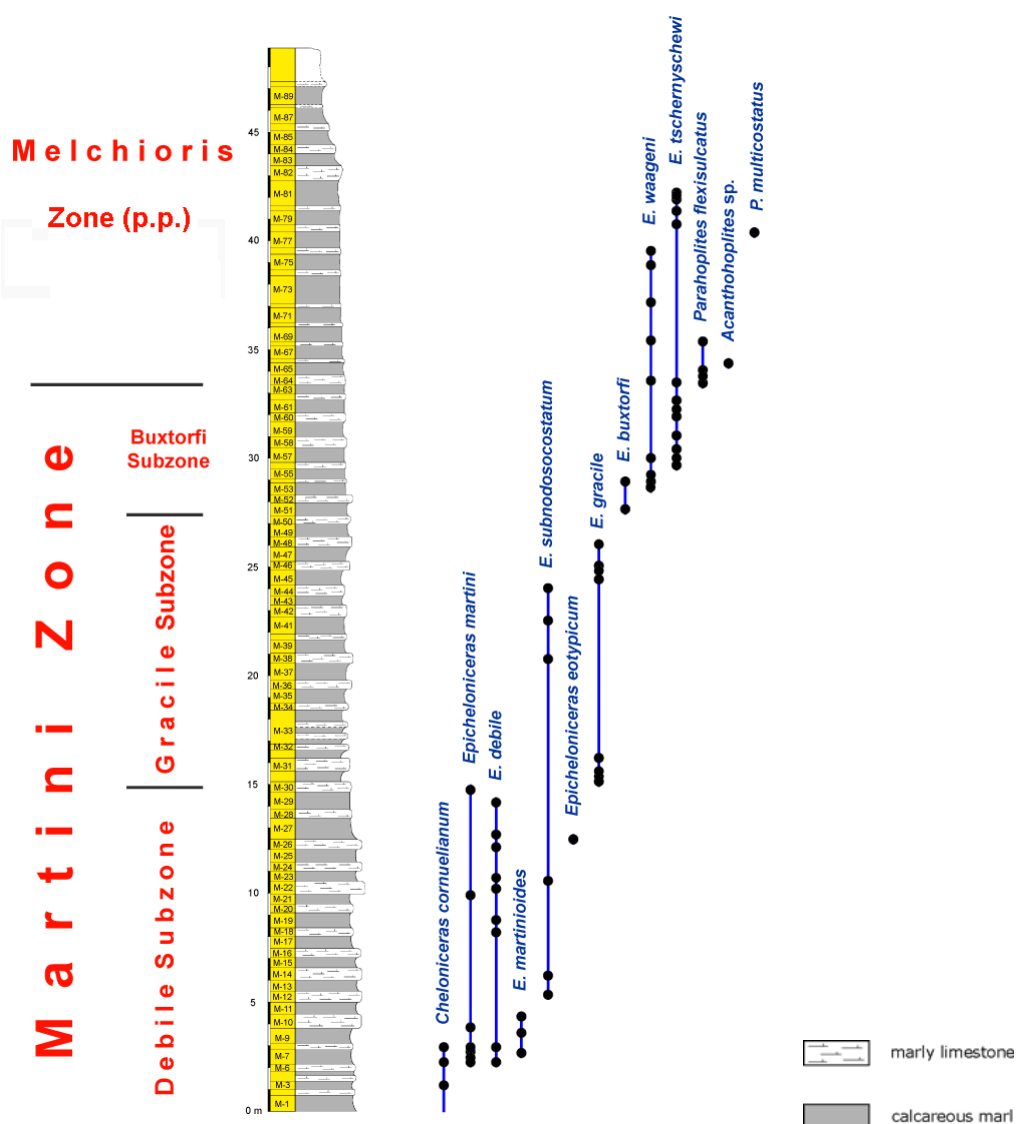 Melchioris
Zone (p.p.)
Martini Zone
Buxtorfi
Subzone
Gracile Subzone
Debile Subzone
45
40
35
30
25
20
15
10
5
0 m
M-89
M-87
M-85
M-84
M-83
M-82
M-81
M-79
M-77
M-75
M-73
M-71
M-69
M-67
M-65
M-64
M-63
M-61
M-60
M-59
M-58
M-57
M-55
M-53
M-52
M-51
M-50
M-49
M-48
M-47
M-46
M-45
M-44
M-43
M-42
M-41
M-39
M-38
M-37
M-36
M-35
M-34
M-33
M-32
M-31
M-30
M-29
M-28
M-27
M-26
M-25
M-24
M-23
M-22
M-21
M-20
M-19
M-18
M-17
M-16
M-15
M-14
M-13
M-12
M-11
M-10
M-9
M-7
M-6
M-3
M-1
Cheloniceras cornuelianum
Epicheloniceras martini
E. debile
E. martinioides
E. subnodosocostatum
Epicheloniceras eotypicum
E. gracile
E. buxtorfi
E. waageni
E. tschernyschewi
Parahoplites flexisulcatus
Acanthohoplites sp.
P. multicostatus
marly limestone
calcareous marl